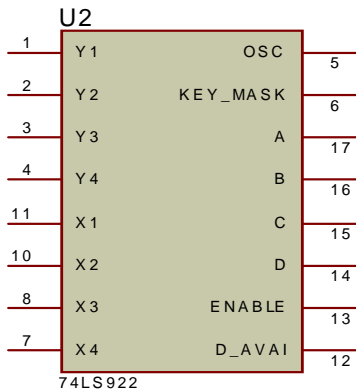 U2
1 Y1 OSC 5
2 Y2 KEY_MASK 6
3 Y3 A 17
4 Y4 B 16
11 X1 C 15
10 X2 D 14
8 X3 ENABLE 13
7 X4 D_AVAI 12
74LS922